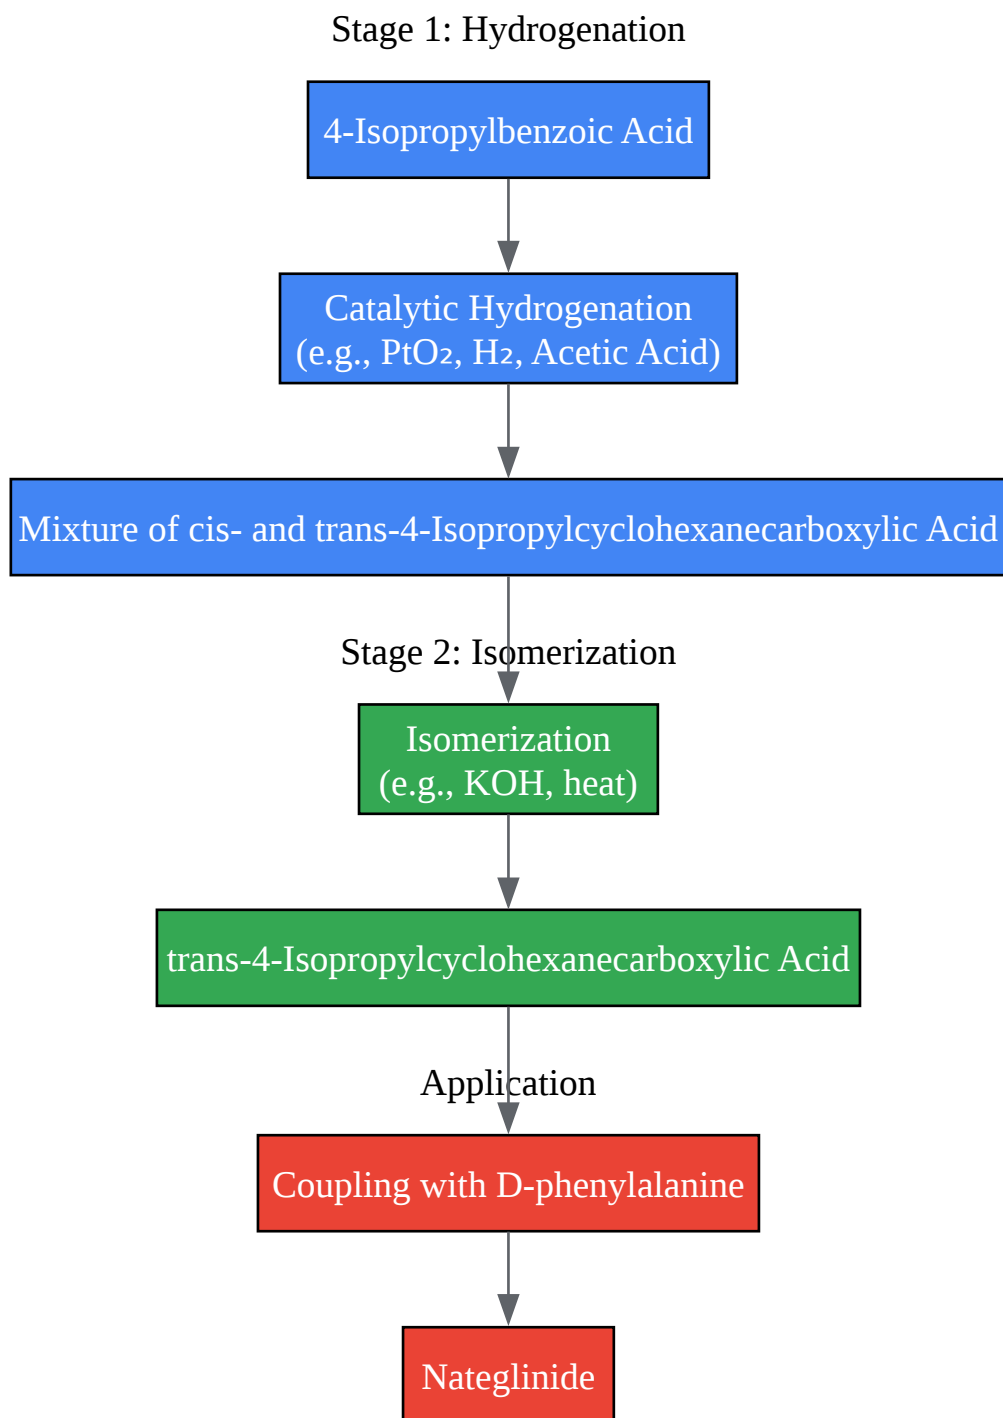 Stage 1: Hydrogenation
4-Isopropylbenzoic Acid
Catalytic Hydrogenation
(e.g., PtO₂, H₂, Acetic Acid)
Mixture of cis- and trans-4-Isopropylcyclohexanecarboxylic Acid
Stage 2: Isomerization
Isomerization
(e.g., KOH, heat)
trans-4-Isopropylcyclohexanecarboxylic Acid
Application
Coupling with D-phenylalanine
Nateglinide